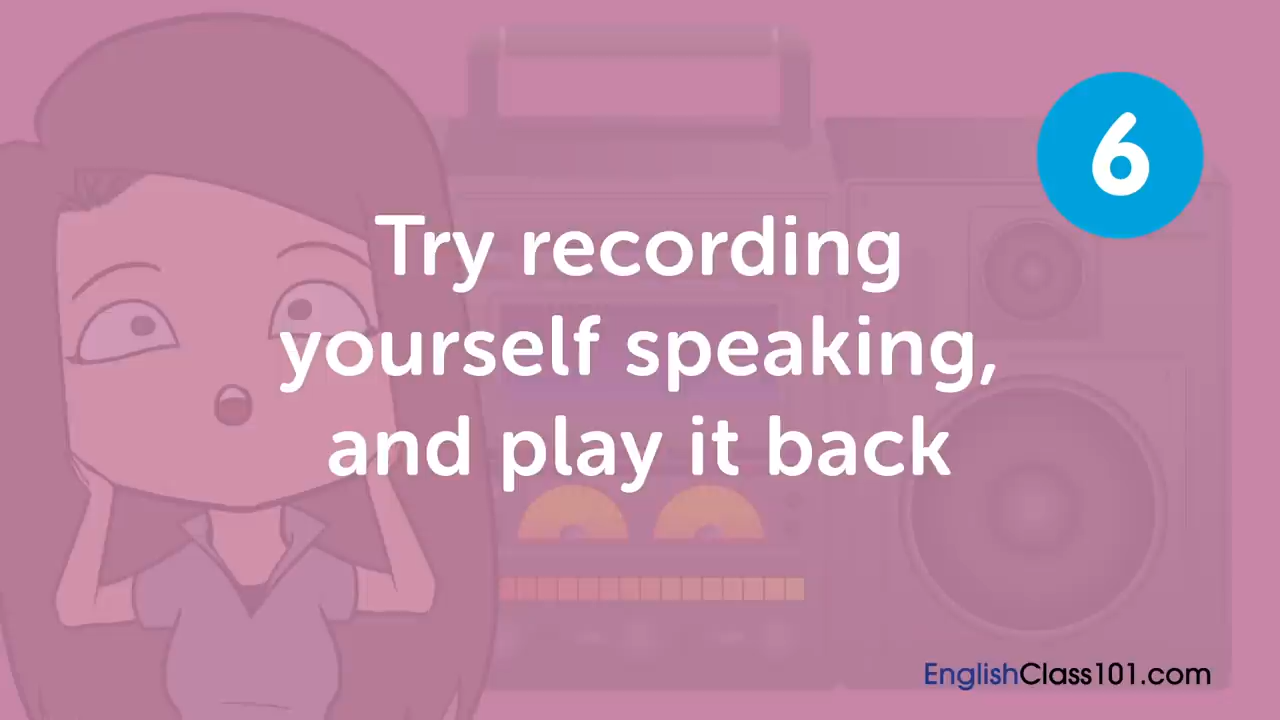 6
Try recording
yourself speaking,
and play it back
EnglishClass101.com